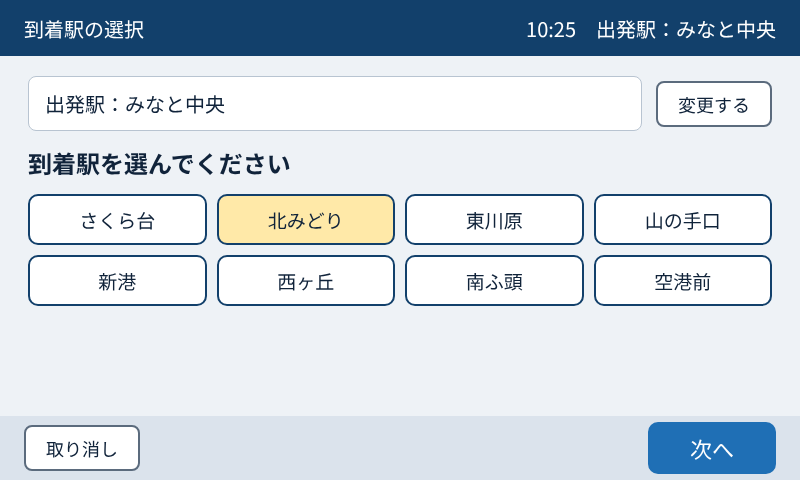 到着駅の選択
10:25 出発駅：みなと中央
出発駅：みなと中央
変更する
到着駅を選んでください
さくら台
北みどり
東川原
山の手口
新港
西ヶ丘
南ふ頭
空港前
取り消し
次へ